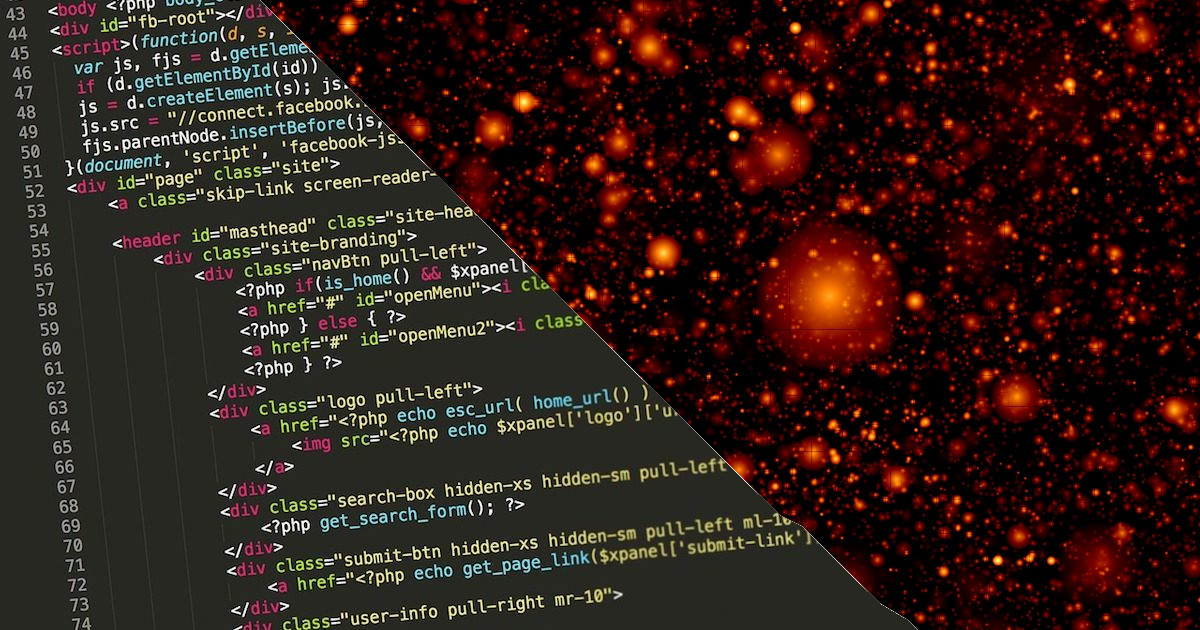 43 <body <?php body_
44 <div id="fb-root"></div
45 <script>(function(d, s,
46 var js, fjs = d.getEleme
47 if (d.getElementById(id))
48 js = d.createElement(s); js.
49 js.src = "//connect.facebook.
50 fjs.parentNode.insertBefore(js,
51 }(document, 'script', 'facebook-jss
52 <div id="page" class="site">
53 <a class="skip-link screen-reader-
54
55 <header id="masthead" class="site-hea
56 <div class="site-branding">
57 <div class="navBtn pull-left">
58 <?php if(is_home() && $xpanel[
59 <a href="#" id="openMenu"><i cla
60 <?php } else { ?>
61 <a href="#" id="openMenu2"><i class
62 <?php } ?>
63 </div>
64 <div class="logo pull-left">
65 <a href="<?php echo esc_url( home_url() )
66 <img src="<?php echo $xpanel['logo']['u
67 </a>
68 </div>
69 <div class="search-box hidden-xs hidden-sm pull-left
70 <?php get_search_form(); ?>
71 </div>
72 <div class="submit-btn hidden-xs hidden-sm pull-left ml-10
73 <a href="<?php echo get_page_link($xpanel['submit-link']
74 </div>
<div class="user-info pull-right mr-10">